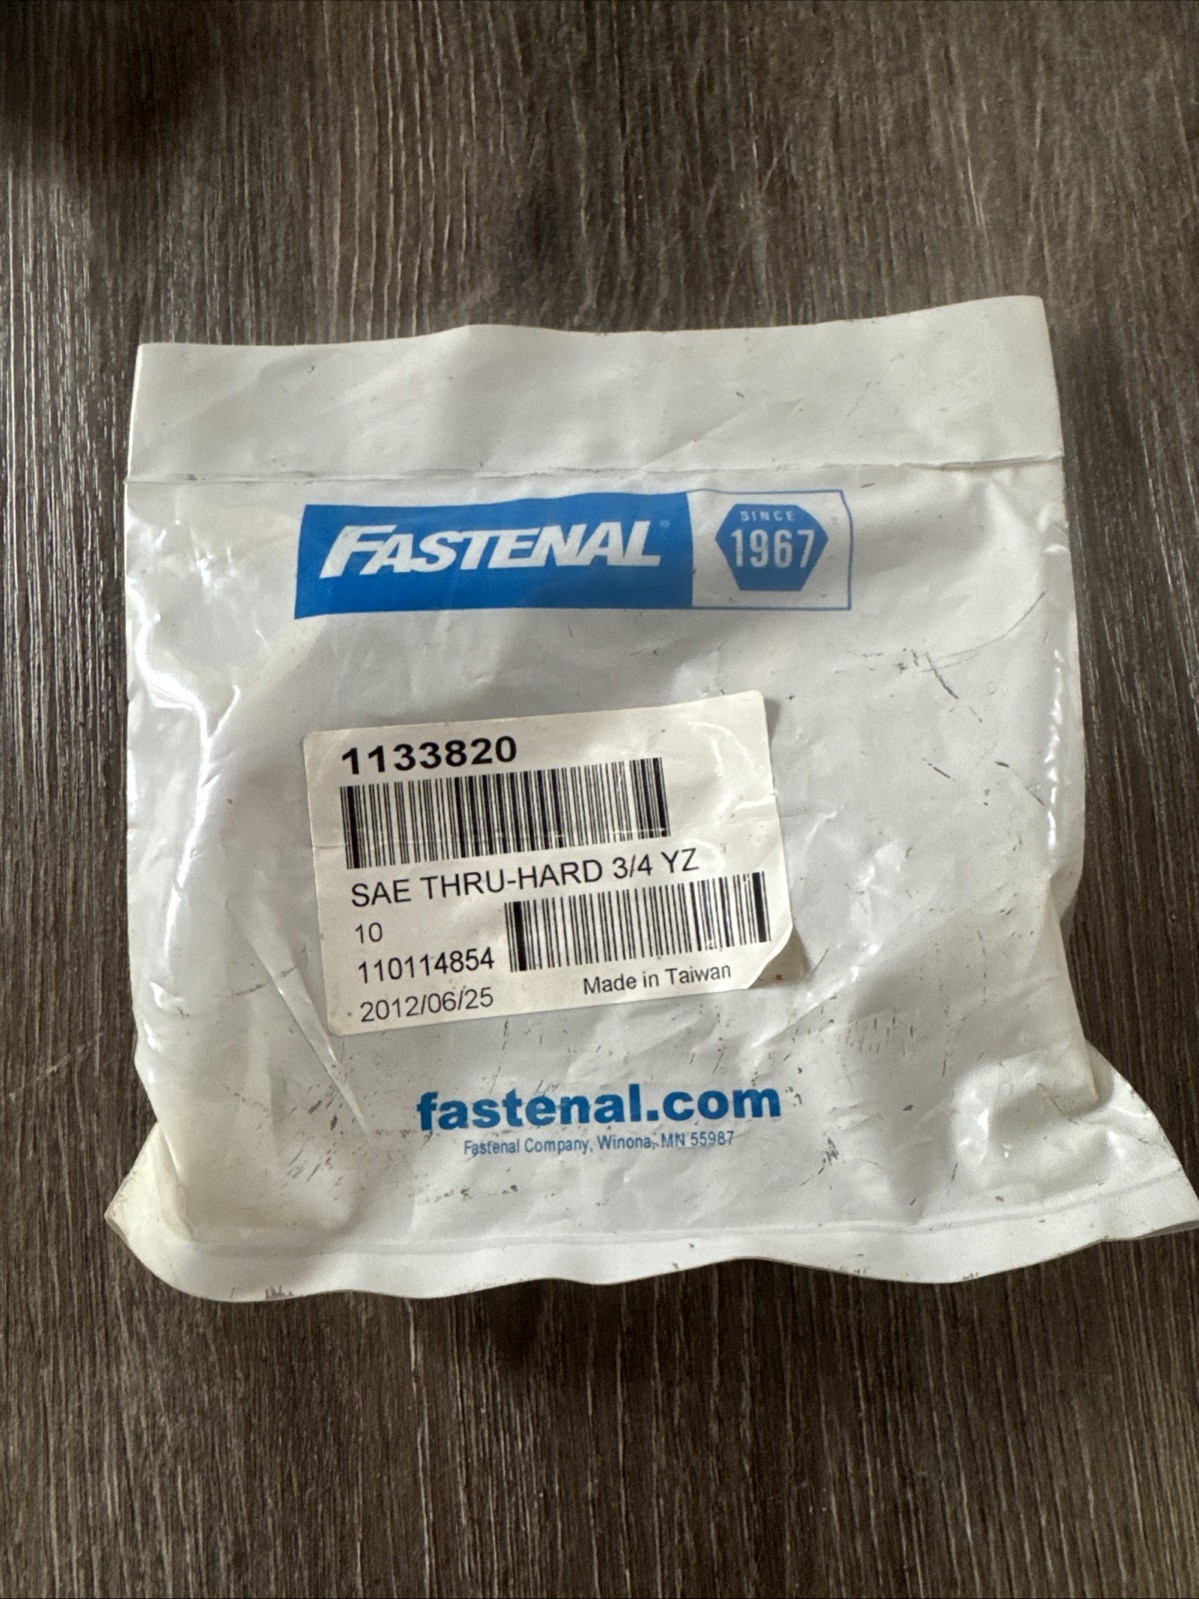 FASTENAL®
SINCE
1967
1133820
SAE THRU-HARD 3/4 YZ
10
110114854
2012/06/25
Made in Taiwan
fastenal.com
Fastenal Company, Winona, MN 55987